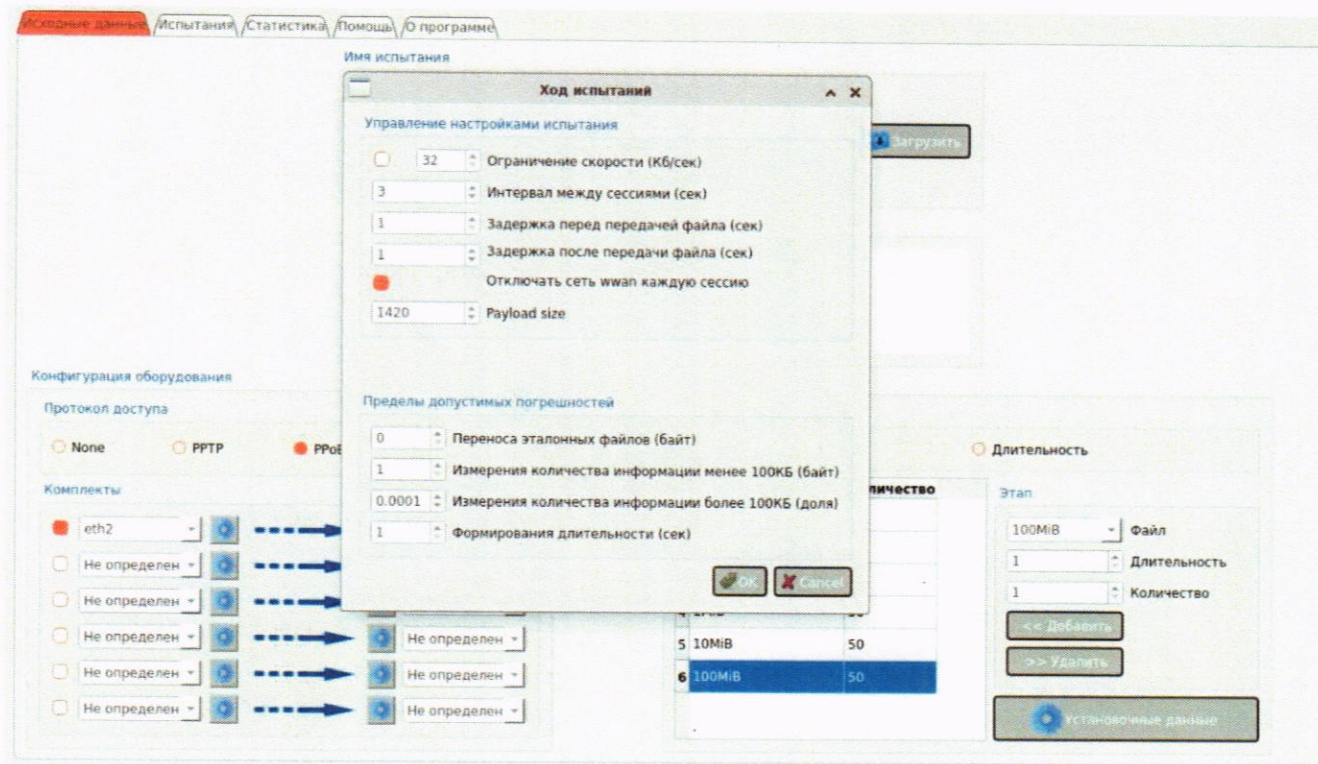 Исходные данные Испытания Статистика Помощь О программе
Имя испытания
Ход испытаний
Управление настройками испытания
Загрузить
32 Ограничение скорости (Кб/сек)
3 Интервал между сессиями (сек)
1 Задержка перед передачей файла (сек)
1 Задержка после передачи файла (сек)
Отключать сеть wwan каждую сессию
1420 Payload size
Конфигурация оборудования
Пределы допустимых погрешностей
Протокол доступа
0 Переноса эталонных файлов (байт)
None PPTP PPoE Длительность
1 Измерения количества информации менее 100КБ (байт)
Комплекты личество Этап
0.0001 Измерения количества информации более 100КБ (доля)
eth2 100MiB Файл
1 Формирования длительности (сек)
Не определен 1 Длительность
OK Cancel
Не определен 1 Количество
<< Добавить
Не определен Не определен 5 10MiB 50
>> Удалить
Не определен Не определен 6 100MiB 50
Не определен Не определен Установочные данные